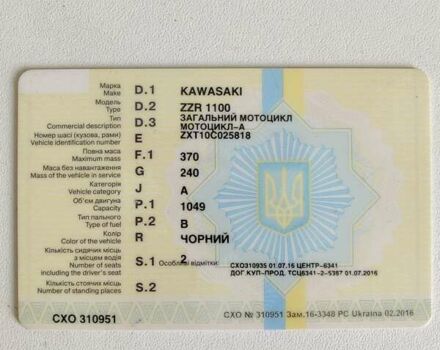 Марка
Make D.1 KAWASAKI
Модель
Type D.2 ZZR 1100
Тип
Commercial description D.3 ЗАГАЛЬНИЙ МОТОЦИКЛ
МОТОЦИКЛ-А
Номер шасі (кузова, рами)
Vehicle identification number E ZXT10C025818
Повна маса
Maximum mass F.1 370
Маса без навантаження
Mass of the vehicle in service G 240
Категорія
Vehicle category J A
Об'єм двигуна
Capacity P.1 1049
Тип пального
Type of fuel P.2 B
Колір
Color of the vehicle R ЧОРНИЙ
Кількість сидячих місць
з місцем водія
Number of seats
including the driver's seat S.1 2
Особливі відмітки:
СХО310935 01.07.16 ЦЕНТР-6341
ДОГ.КУП-ПРОД. ТСЦ6341-2-5387 01.07.2016
Кількість стоячих місць
Number of standing places S.2
СХО 310951
СХО № 310951 Зам.16-3348 РС Ukraina 02.2016